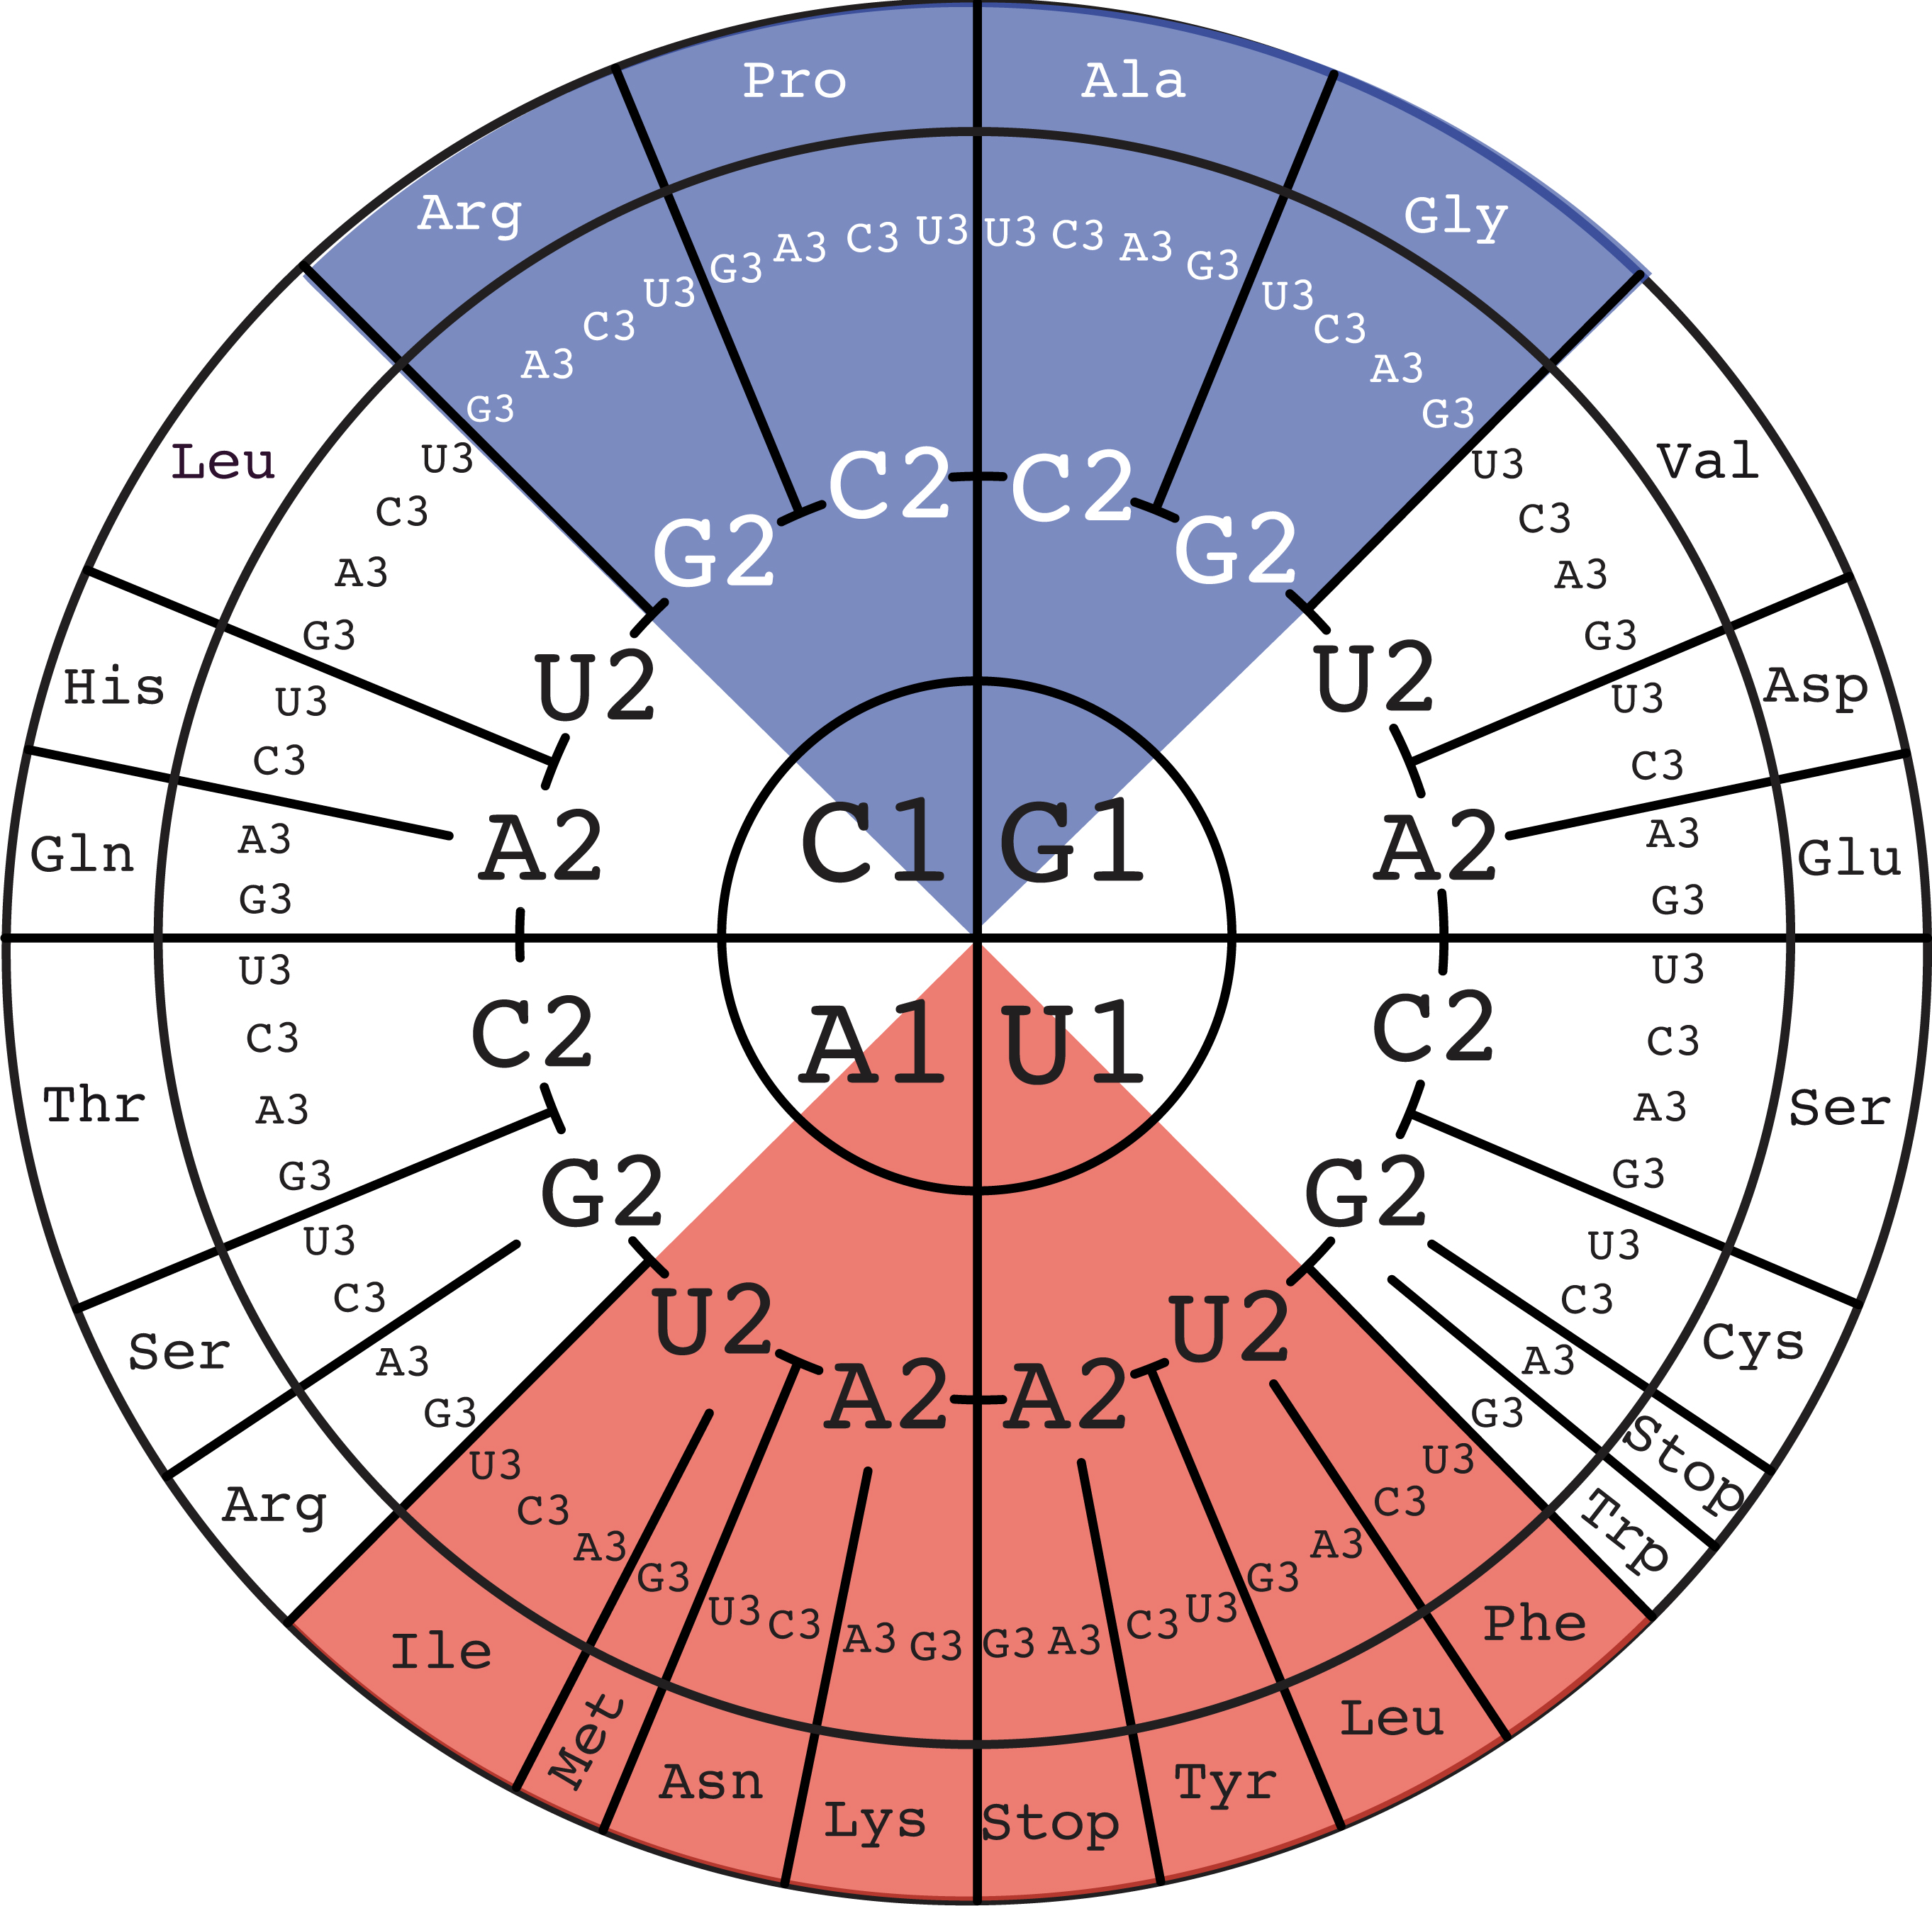 Pro Ala
Arg Gly
U3 U3
C3 C3
A3 A3
G3 G3
U3 U3
C3 C3
A3 A3
G3 G3
C2 C2
Leu Val
U3 U3
C3 C3
G2 G2
A3 A3
G3 G3
U2 U2
His Asp
U3 U3
C3 C3
A3 A3
Gln Glu
A2 C1 G1 A2
G3 G3
U3 U3
C2 A1 U1 C2
C3 C3
Thr Ser
A3 A3
G3 G3
G2 G2
U3 U3
C3 C3
Ser Cys
A3 A3
U2 U2
A2 A2
G3 G3
Stop
Arg Trp
U3 U3
C3 C3
A3 A3
G3 G3
U3 C3 C3 U3
A3 G3 G3 A3
Ile Phe
Met Leu
Asn Tyr
Lys Stop